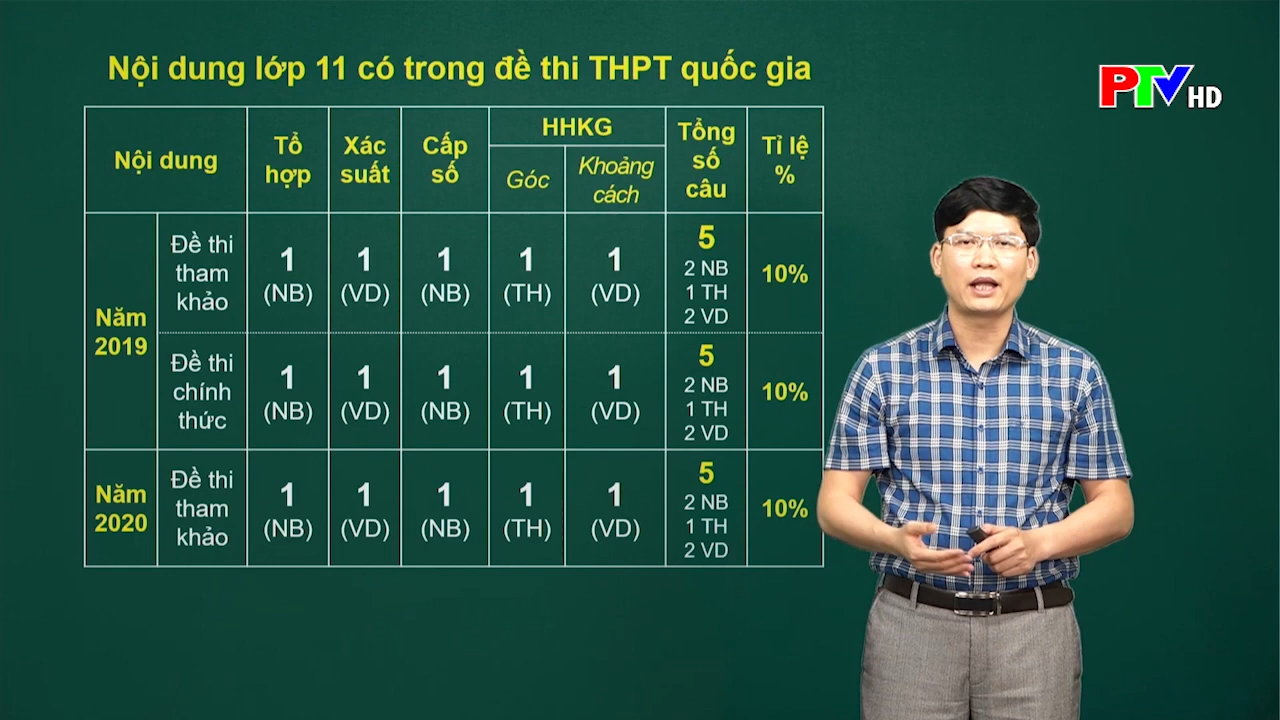 Nội dung lớp 11 có trong đề thi THPT quốc gia
PTV HD
Nội dung
Tổ
hợp
Xác
suất
Cấp
số
HHKG
Góc
Khoảng
cách
Tổng
số
câu
Tỉ lệ
%
Năm
2019
Đề thi
tham
khảo
1
(NB)
1
(VD)
1
(NB)
1
(TH)
1
(VD)
5
2 NB
1 TH
2 VD
10%
Đề thi
chính
thức
1
(NB)
1
(VD)
1
(NB)
1
(TH)
1
(VD)
5
2 NB
1 TH
2 VD
10%
Năm
2020
Đề thi
tham
khảo
1
(NB)
1
(VD)
1
(NB)
1
(TH)
1
(VD)
5
2 NB
1 TH
2 VD
10%